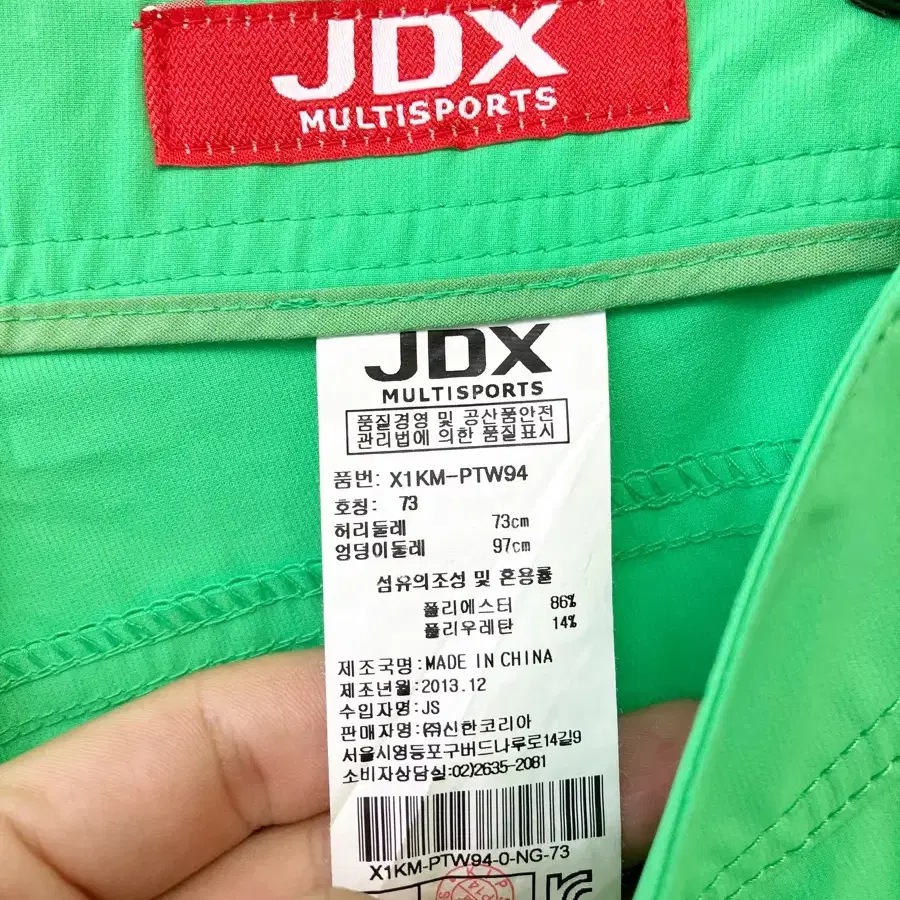 JDX
MULTISPORTS
JDX
MULTISPORTS
품질경영 및 공산품안전
관리법에 의한 품질표시
품번: X1KM-PTW94
호칭: 73
허리둘레 73cm
엉덩이둘레 97cm
섬유의조성 및 혼용률
폴리에스터 86%
폴리우레탄 14%
제조국명:MADE IN CHINA
제조년월:2013.12
수입자명:JS
판매자명:㈜신한코리아
서울시영등포구버드나루로14길9
소비자상담실:02)2635-2081
X1KM-PTW94-0-NG-73